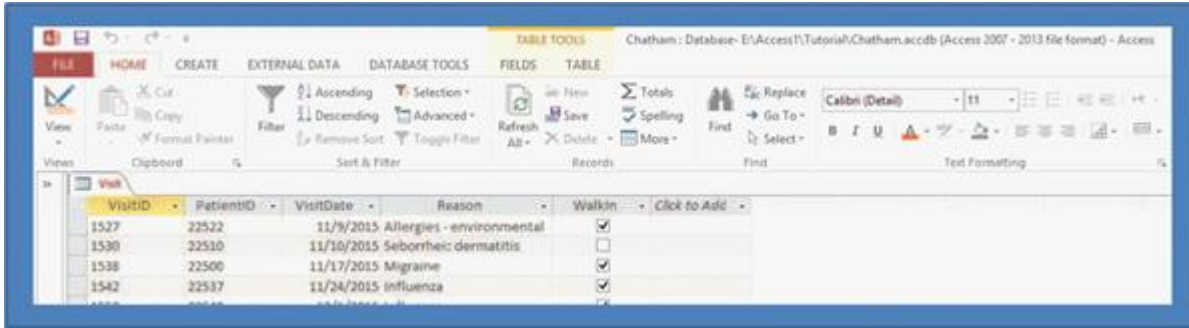 TABLE TOOLS Chatham : Database- E:\Access1\Tutorial\Chatham.accdb (Access 2007 - 2013 file format) - Access
FILE HOME CREATE EXTERNAL DATA DATABASE TOOLS FIELDS TABLE
View
Paste
Cut
Copy
Format Painter
Filter
Ascending
Descending
Remove Sort
Selection
Advanced
Toggle Filter
Refresh All
New
Save
Delete
Totals
Spelling
More
Find
Replace
Go To
Select
Calibri (Detail) 11
B I U A
Views Clipboard Sort & Filter Records Find Text Formatting
Visit
VisitID PatientID VisitDate Reason WalkIn Click to Add
1527 22522 11/9/2015 Allergies - environmental
1530 22510 11/10/2015 Seborrheic dermatitis
1538 22500 11/17/2015 Migraine
1542 22537 11/24/2015 Influenza